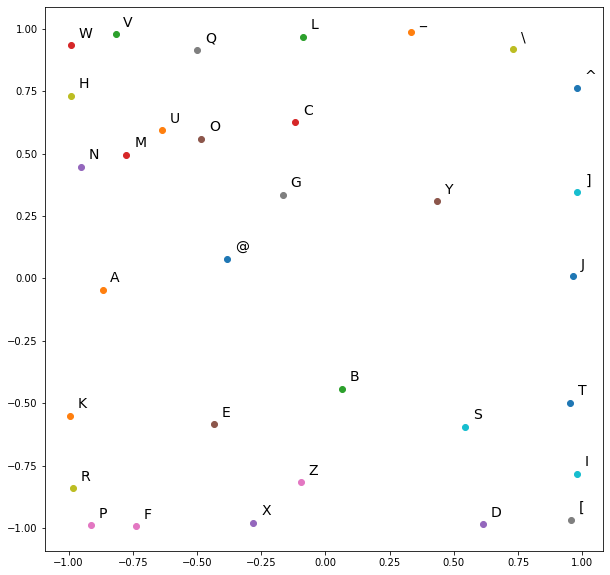 V
L
_
W
Q
\
1.00
^
H
0.75
U
O
C
M
N
0.50
G
]
Y
0.25
@
J
A
0.00
−0.25
B
K
T
E
S
−0.50
R
Z
I
−0.75
P
F
X
D
[
−1.00
−1.00 −0.75 −0.50 −0.25 0.00 0.25 0.50 0.75 1.00